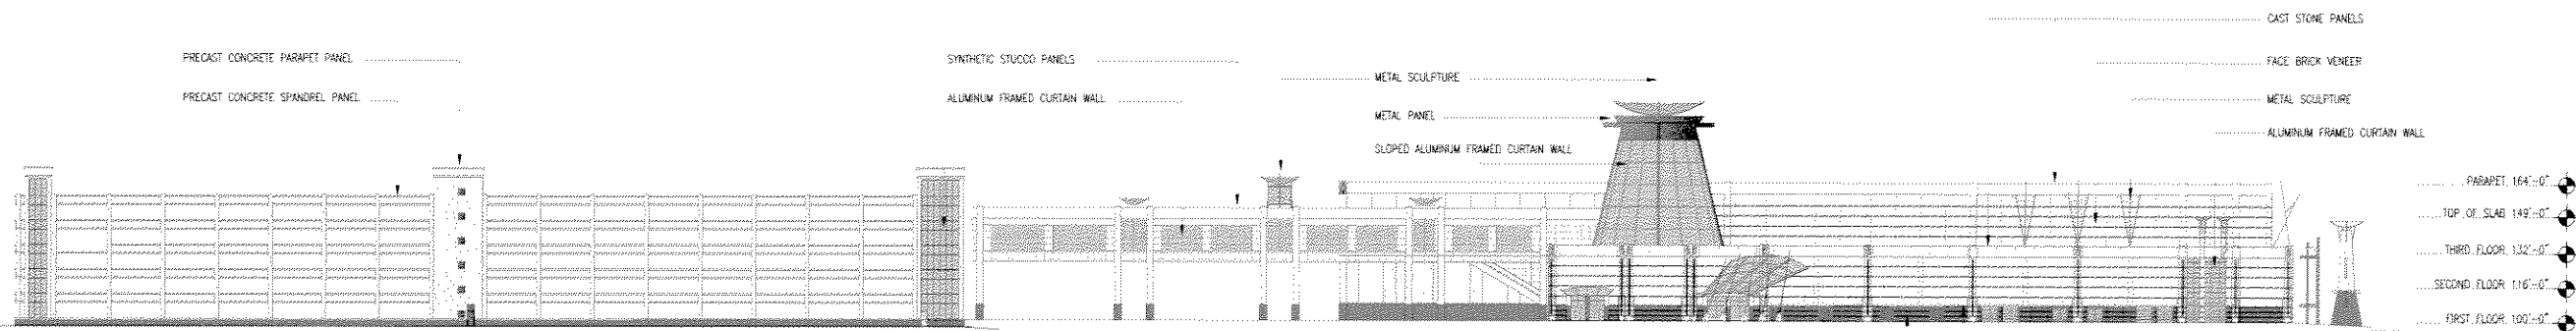 CAST STONE PANELS
PRECAST CONCRETE PARAPET PANEL
SYNTHETIC STUCCO PANELS
FACE BRICK VENEER
METAL SCULPTURE
PRECAST CONCRETE SPANDREL PANEL
ALUMINUM FRAMED CURTAIN WALL
METAL SCULPTURE
METAL PANEL
ALUMINUM FRAMED CURTAIN WALL
SLOPED ALUMINUM FRAMED CURTAIN WALL
PARAPET 164'-0"
TOP OF SLAB 149'-0"
THIRD FLOOR 132'-0"
SECOND FLOOR 116'-0"
FIRST FLOOR 100'-0"